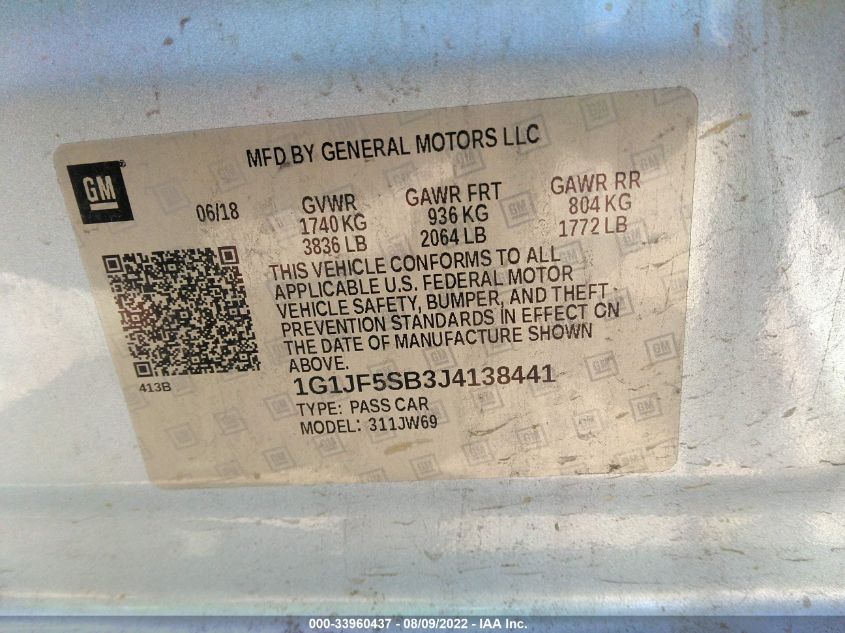 MFD BY GENERAL MOTORS LLC
GM
06/18
GVWR
1740 KG
3836 LB
GAWR FRT
936 KG
2064 LB
GAWR RR
804 KG
1772 LB
THIS VEHICLE CONFORMS TO ALL
APPLICABLE U.S. FEDERAL MOTOR
VEHICLE SAFETY, BUMPER, AND THEFT
PREVENTION STANDARDS IN EFFECT ON
THE DATE OF MANUFACTURE SHOWN
ABOVE.
413B
1G1JF5SB3J4138441
TYPE: PASS CAR
MODEL: 311JW69
000-33960437 - 08/09/2022 - IAA Inc.